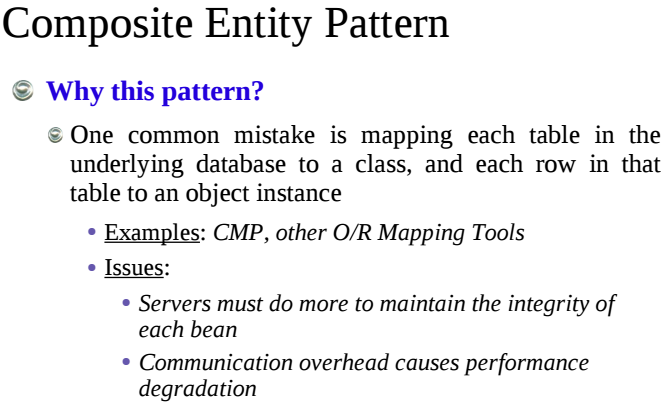 Composite Entity Pattern
Why this pattern?
One common mistake is mapping each table in the
underlying database to a class, and each row in that
table to an object instance
• Examples: CMP, other O/R Mapping Tools
• Issues:
• Servers must do more to maintain the integrity of
each bean
• Communication overhead causes performance
degradation